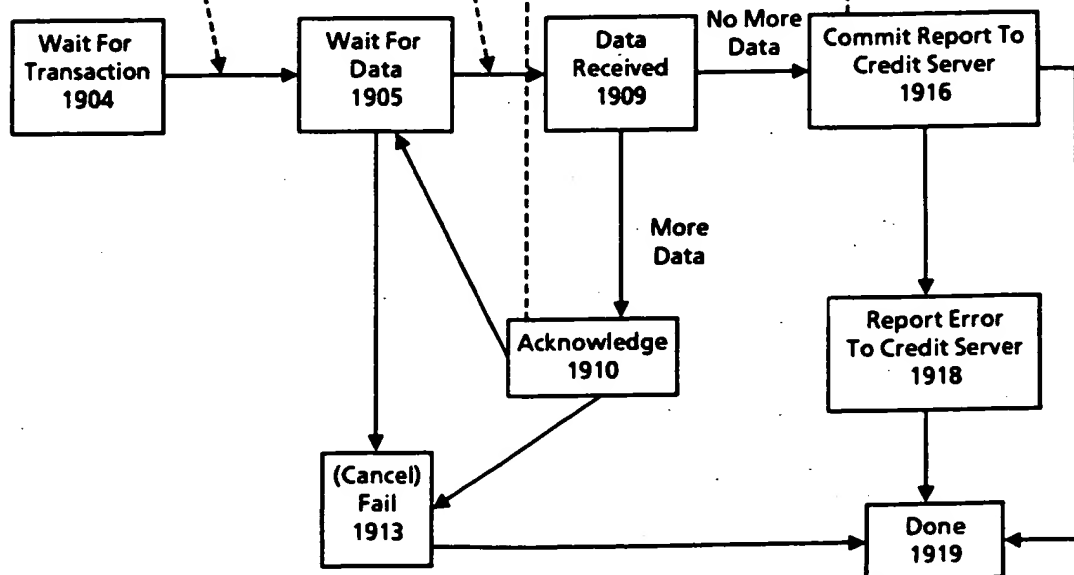 Wait For
Transaction
1904
Wait For
Data
1905
Data
Received
1909
No More
Data
Commit Report To
Credit Server
1916
More
Data
Acknowledge
1910
Report Error
To Credit Server
1918
(Cancel)
Fail
1913
Done
1919